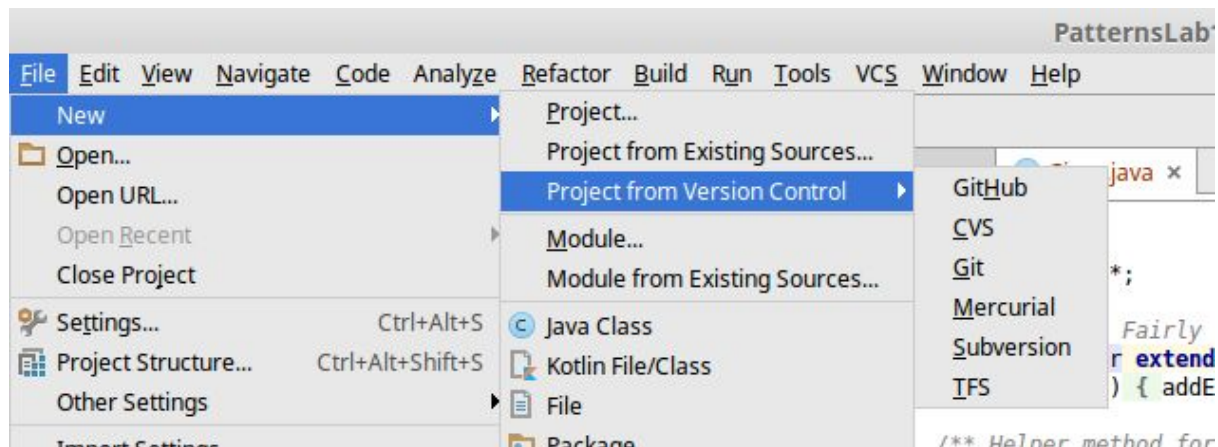 PatternsLab
File Edit View Navigate Code Analyze Refactor Build Run Tools VCS Window Help
New
Open...
Open URL...
Open Recent
Close Project
Settings... Ctrl+Alt+S
Project Structure... Ctrl+Alt+Shift+S
Other Settings
Import Settings
Project...
Project from Existing Sources...
Project from Version Control
Module...
Module from Existing Sources...
Java Class
Kotlin File/Class
File
Package
GitHub
CVS
Git
Mercurial
Subversion
TFS
java ×
*;
Fairly
r extend
) { addE
/** Helper method for